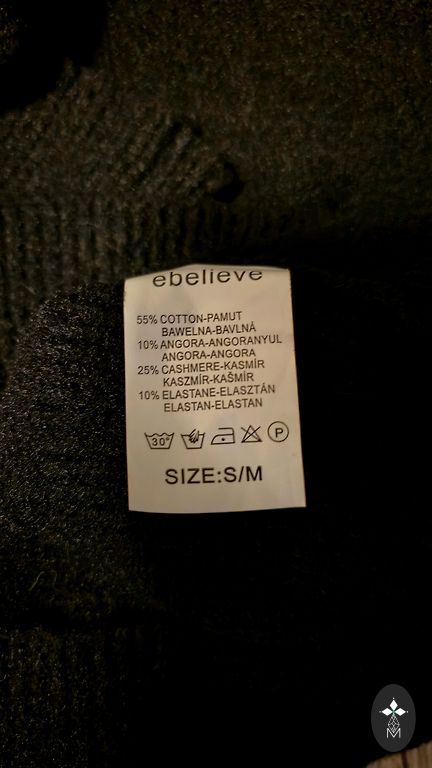 ebelieve
55% COTTON-PAMUT
BAWELNA-BAVLNÁ
10% ANGORA-ANGORANYUL
ANGORA-ANGORA
25% CASHMERE-KASMÍR
KASZMÍR-KAŠMÍR
10% ELASTANE-ELASZTÁN
ELASTAN-ELASTAN
30° P
SIZE:S/M
M